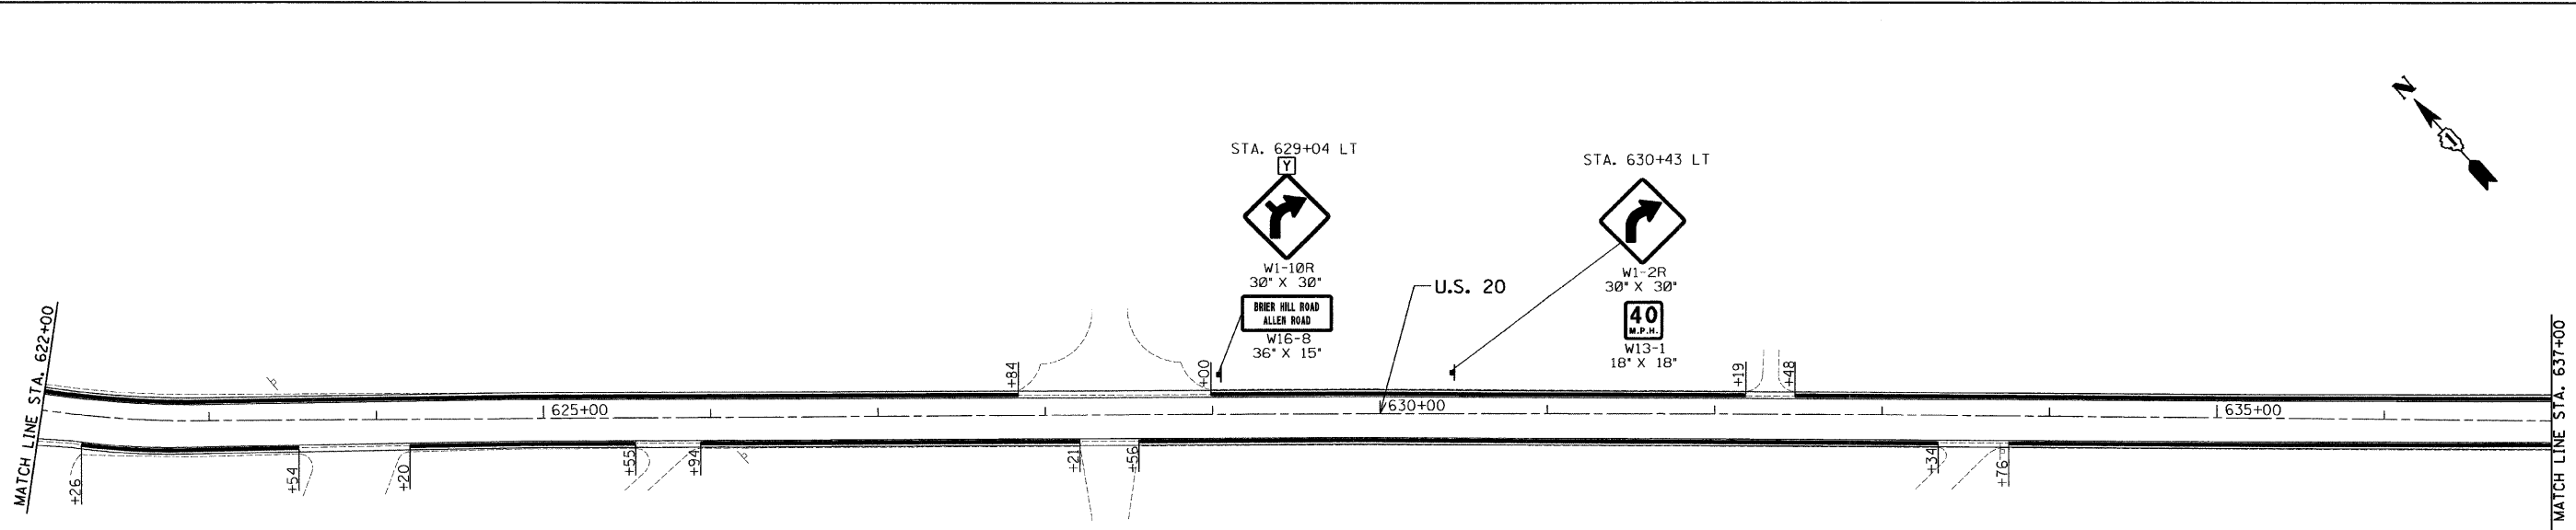 N
1
STA. 629+04 LT
Y
W1-10R
30" X 30"
BRIER HILL ROAD
ALLEN ROAD
W16-8
36" X 15"
STA. 630+43 LT
W1-2R
30" X 30"
40
M.P.H.
W13-1
18" X 18"
U.S. 20
MATCH LINE STA. 622+00
+84
+00
+19
+48
625+00
630+00
635+00
+26
+54
+20
+55
+94
+21
+56
+34
+76
MATCH LINE STA. 637+00